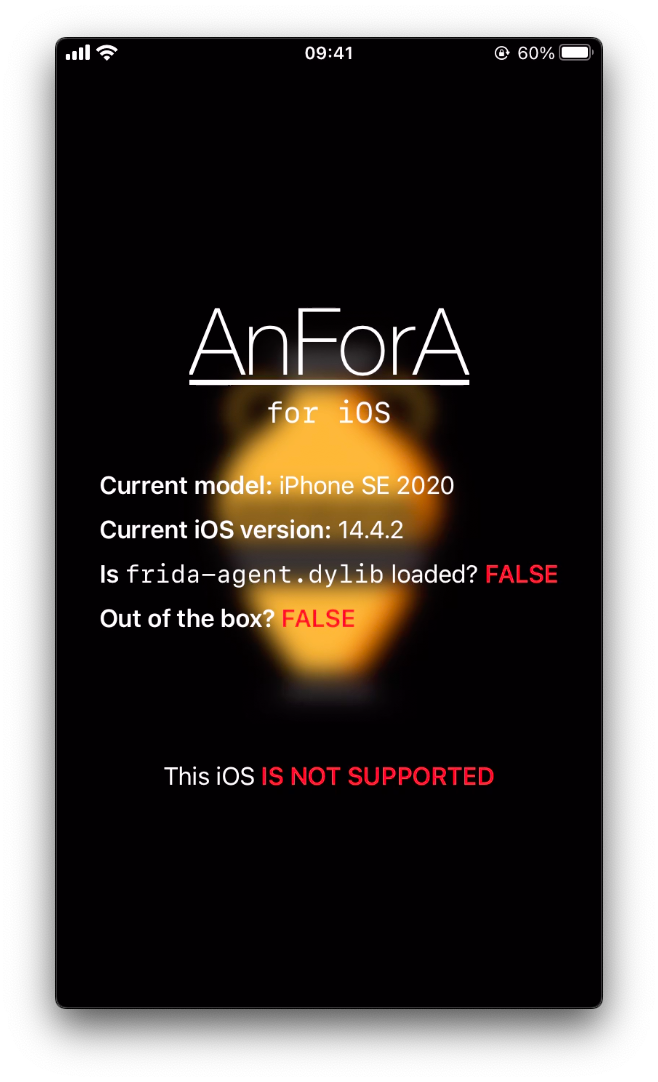 09:41 60%
AnForA
for iOS
Current model: iPhone SE 2020
Current iOS version: 14.4.2
Is frida-agent.dylib loaded? FALSE
Out of the box? FALSE
This iOS IS NOT SUPPORTED